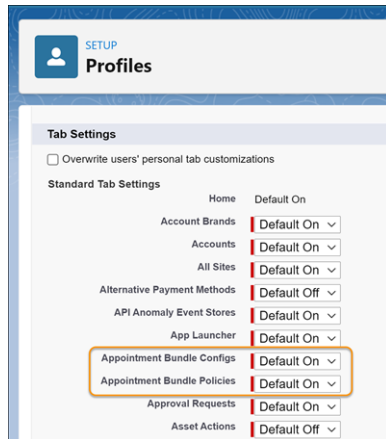 SETUP
Profiles
Tab Settings
Overwrite users' personal tab customizations
Standard Tab Settings
Home Default On
Account Brands Default On
Accounts Default On
All Sites Default On
Alternative Payment Methods Default Off
API Anomaly Event Stores Default On
App Launcher Default On
Appointment Bundle Configs Default On
Appointment Bundle Policies Default On
Approval Requests Default On
Asset Actions Default Off